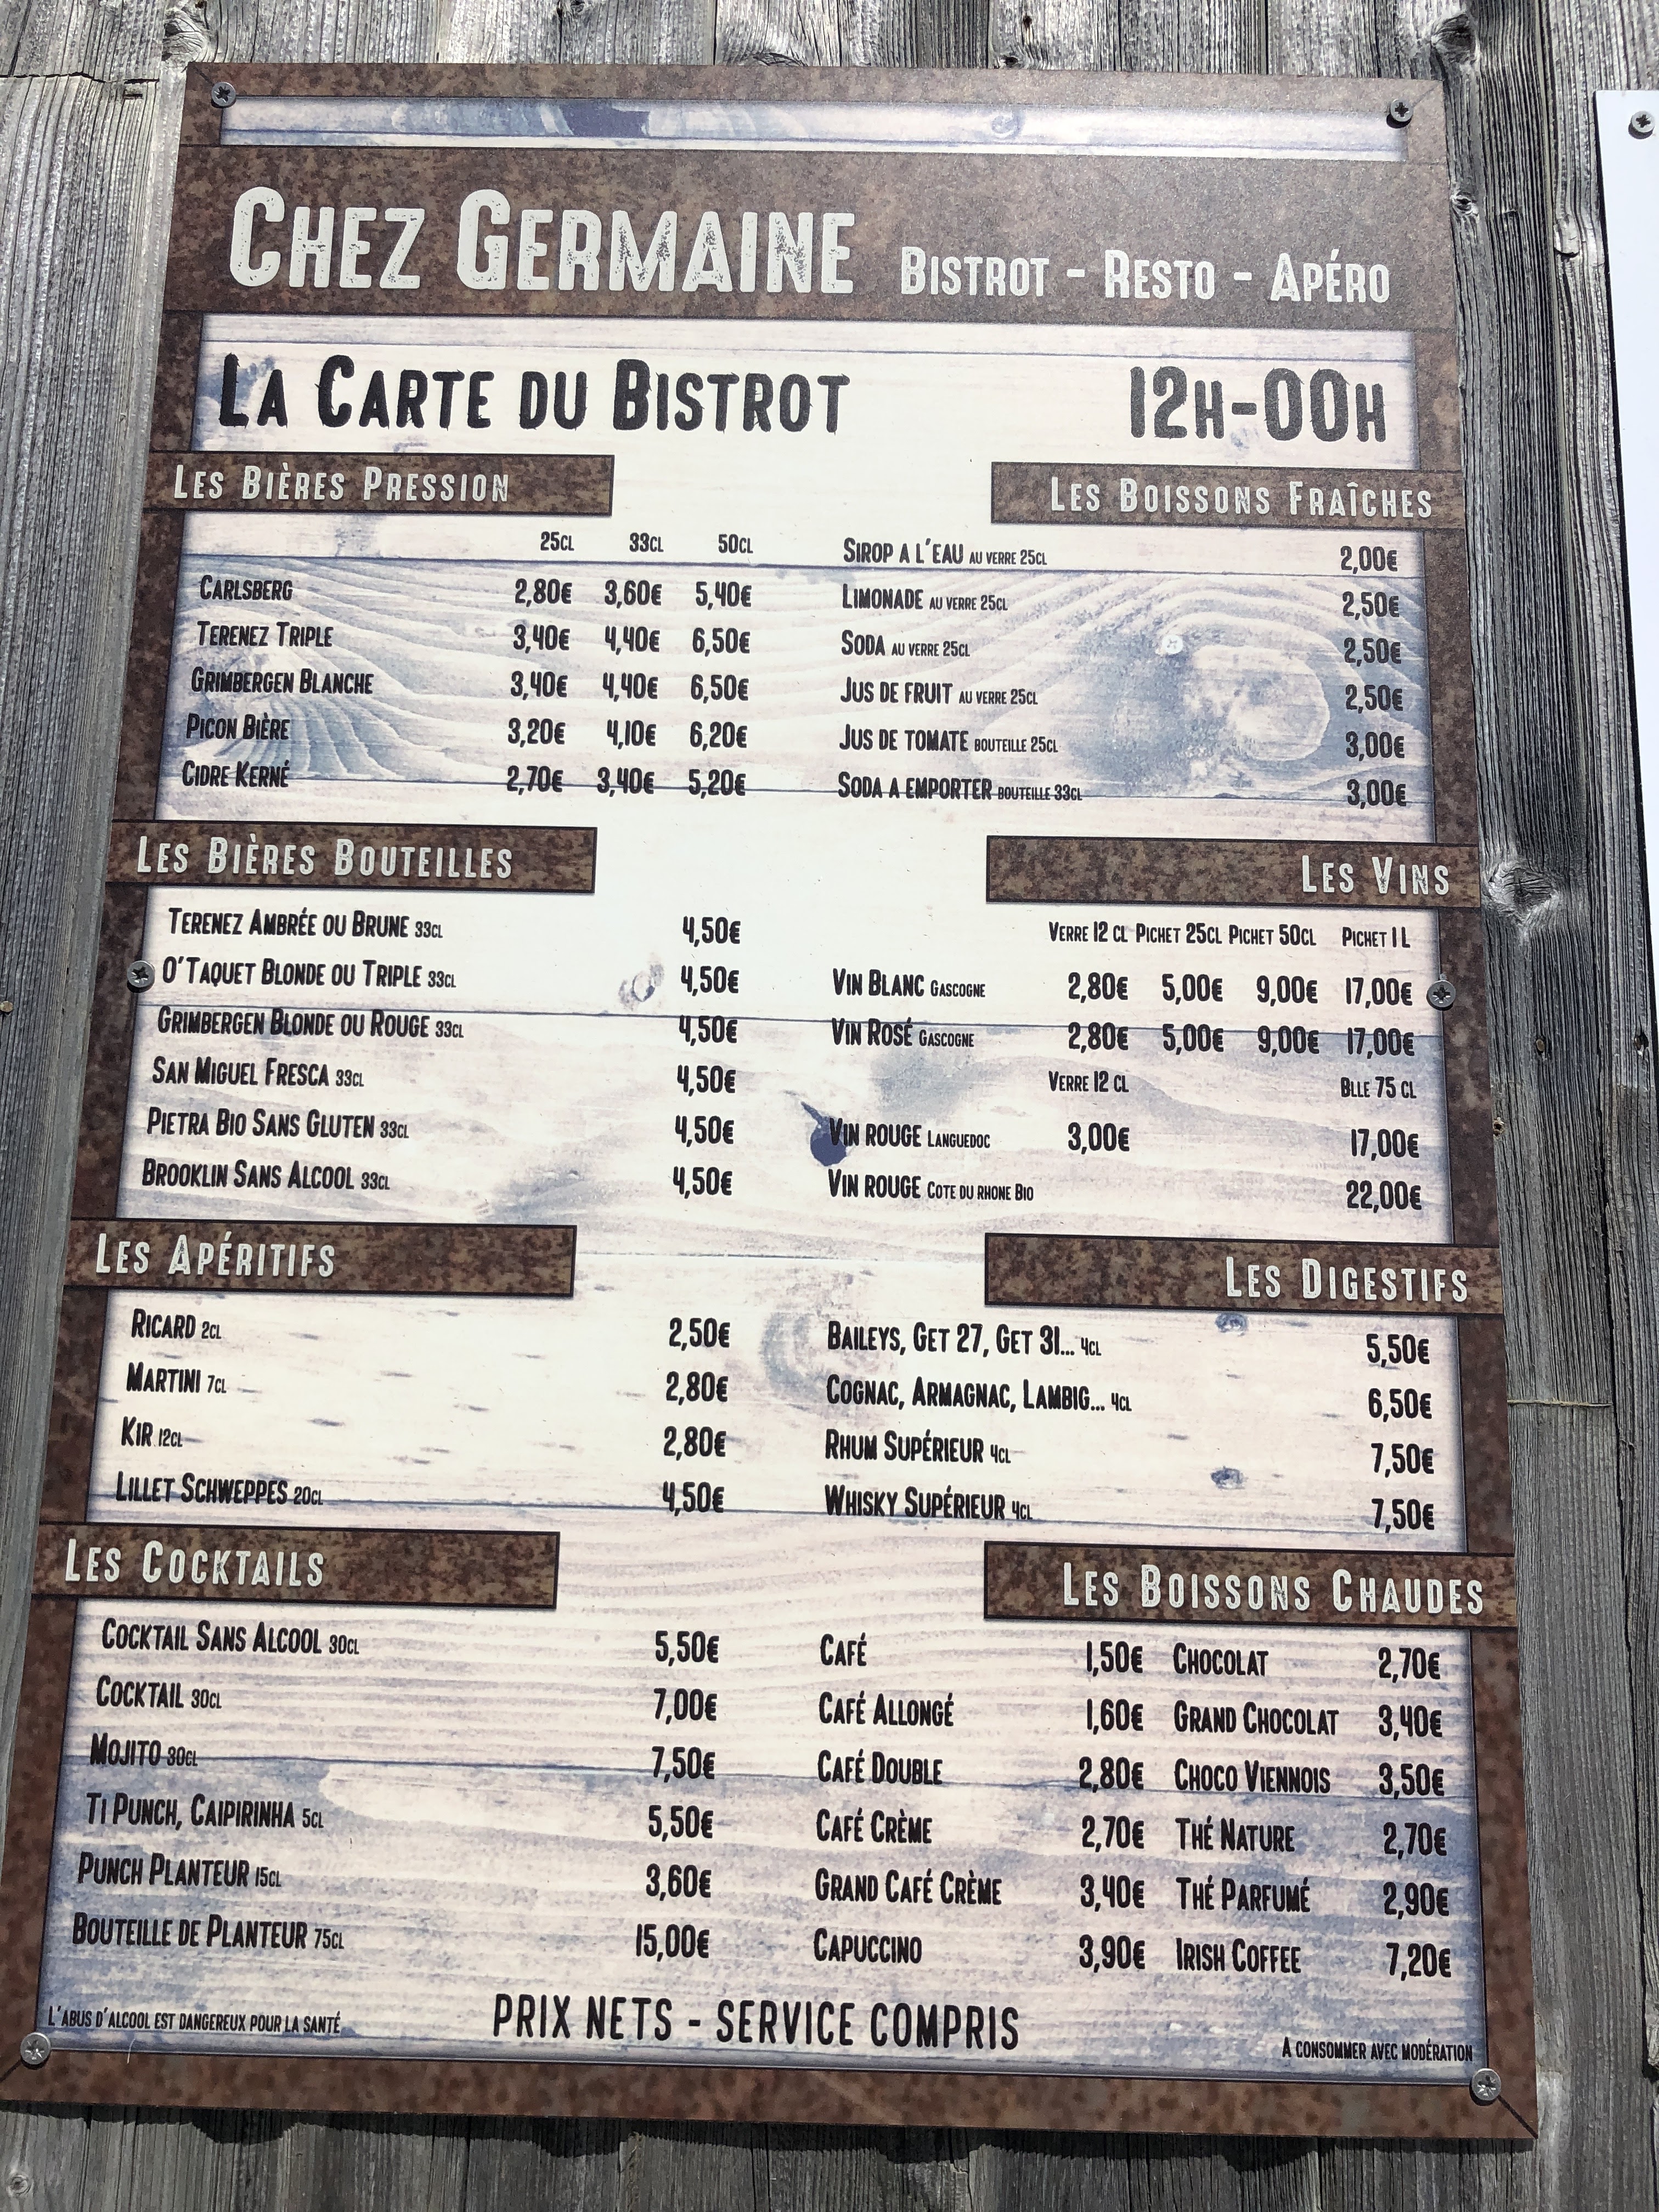 Chez Germaine Bistrot - Resto - Apéro
La Carte du Bistrot 12h-00h
Les Bières Pression
25cl 33cl 50cl
Carlsberg 2,80€ 3,60€ 5,40€
Terenez Triple 3,40€ 4,40€ 6,50€
Grimbergen Blanche 3,40€ 4,40€ 6,50€
Picon Bière 3,20€ 4,10€ 6,20€
Cidre Kerné 2,70€ 3,40€ 5,20€
Les Boissons Fraîches
Sirop a l'eau au verre 25cl 2,00€
Limonade au verre 25cl 2,50€
Soda au verre 25cl 2,50€
Jus de fruit au verre 25cl 2,50€
Jus de tomate bouteille 25cl 3,00€
Soda a emporter bouteille 33cl 3,00€
Les Bières Bouteilles
Terenez Ambrée ou Brune 33cl 4,50€
O'Taquet Blonde ou Triple 33cl 4,50€
Grimbergen Blonde ou Rouge 33cl 4,50€
San Miguel Fresca 33cl 4,50€
Pietra Bio Sans Gluten 33cl 4,50€
Brooklin Sans Alcool 33cl 4,50€
Les Vins
Verre 12 cl Pichet 25cl Pichet 50cl Pichet 1 L
Vin Blanc Gascogne 2,80€ 5,00€ 9,00€ 17,00€
Vin Rosé Gascogne 2,80€ 5,00€ 9,00€ 17,00€
Verre 12 cl Blle 75 cl
Vin rouge Languedoc 3,00€ 17,00€
Vin rouge Cote du rhone Bio 22,00€
Les Apéritifs
Ricard 2cl 2,50€
Martini 7cl 2,80€
Kir 12cl 2,80€
Lillet Schweppes 20cl 4,50€
Les Digestifs
Baileys, Get 27, Get 31... 4cl 5,50€
Cognac, Armagnac, Lambig... 4cl 6,50€
Rhum Supérieur 4cl 7,50€
Whisky Supérieur 4cl 7,50€
Les Cocktails
Cocktail Sans Alcool 30cl 5,50€
Cocktail 30cl 7,00€
Mojito 30cl 7,50€
Ti Punch, Caipirinha 5cl 5,50€
Punch Planteur 15cl 3,60€
Bouteille de Planteur 75cl 15,00€
Les Boissons Chaudes
Café 1,50€ Chocolat 2,70€
Café Allongé 1,60€ Grand Chocolat 3,40€
Café Double 2,80€ Choco Viennois 3,50€
Café Crème 2,70€ Thé Nature 2,70€
Grand Café Crème 3,40€ Thé Parfumé 2,90€
Capuccino 3,90€ Irish Coffee 7,20€
L'abus d'alcool est dangereux pour la santé
PRIX NETS - SERVICE COMPRIS
A consommer avec modération